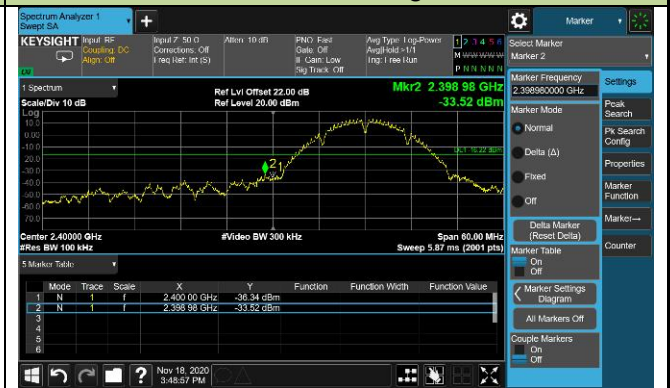 Spectrum Analyzer 1
Swept SA
+
Marker
KEYSIGHT
Input: RF
Coupling: DC
Align: Off
Input Z: 50 Ω
Corrections: Off
Freq Ref: Int (S)
Atten: 10 dB
PNO: Fast
Gate: Off
IF Gain: Low
Sig Track: Off
Avg Type: Log-Power
Avg|Hold:>1/1
Trig: Free Run
1 2 3 4 5 6
M W W W W W
P N N N N N
Select Marker
Marker 2
1 Spectrum
Scale/Div 10 dB
Ref Lvl Offset 22.00 dB
Ref Level 20.00 dBm
Mkr2 2.398 98 GHz
-33.52 dBm
Log
10.0
0.00
-10.0
-20.0
-30.0
-40.0
-50.0
-60.0
-70.0
2
1
Center 2.40000 GHz
#Res BW 100 kHz
#Video BW 300 kHz
Span 60.00 MHz
Sweep 5.87 ms (2001 pts)
5 Marker Table
Mode Trace Scale X Y Function Function Width Function Value
1 N 1 f 2.400 00 GHz -36.34 dBm
2 N 1 f 2.398 98 GHz -33.52 dBm
3
4
5
6
Marker Frequency
2.398980000 GHz
Marker Mode
Normal
Delta (Δ)
Fixed
Off
Delta Marker
(Reset Delta)
Marker Table
On
Off
Marker Settings
Diagram
All Markers Off
Couple Markers
On
Off
Settings
Peak
Search
Pk Search
Config
Properties
Marker
Function
Marker→
Counter
?
Nov 18, 2020
3:48:57 PM